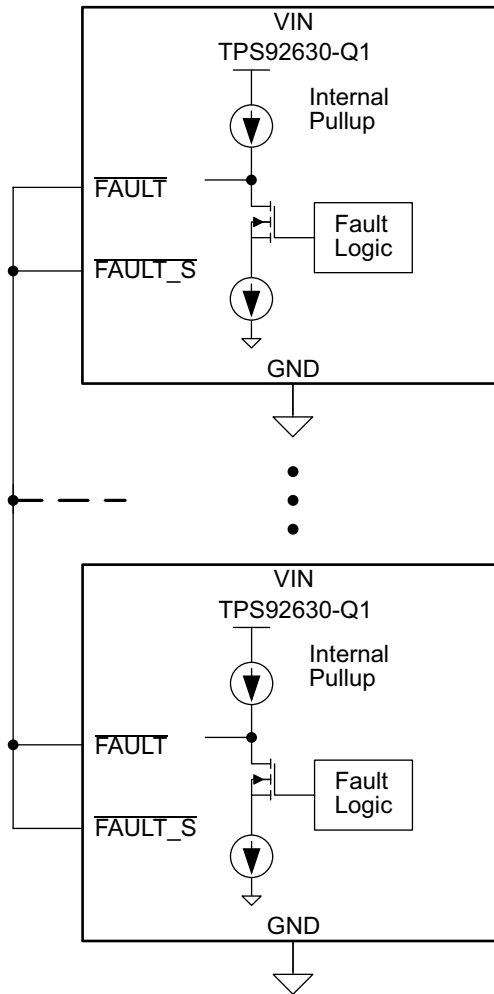 VIN
TPS92630-Q1
Internal
Pullup
FAULT
Fault
Logic
FAULT_S
GND
VIN
TPS92630-Q1
Internal
Pullup
FAULT
Fault
Logic
FAULT_S
GND